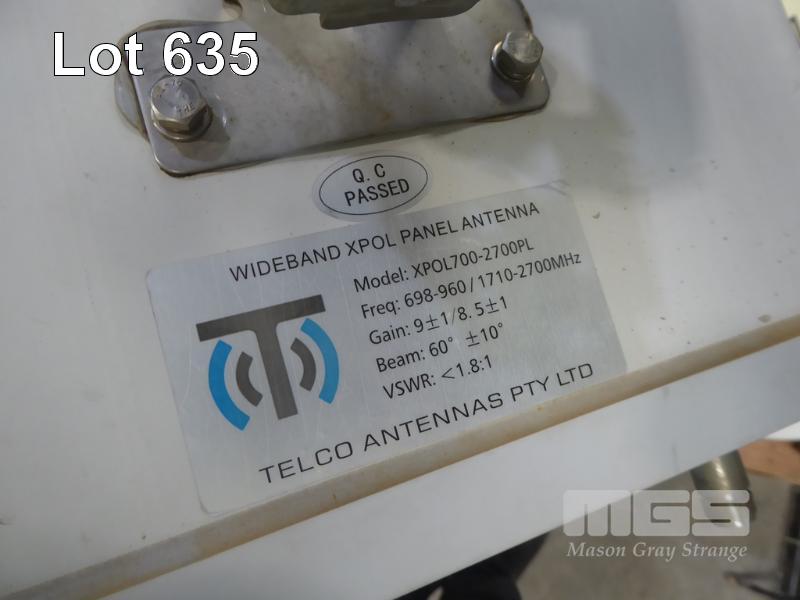 Lot 635
Q.C
PASSED
WIDEBAND XPOL PANEL ANTENNA
Model: XPOL700-2700PL
Freq: 698-960/1710-2700MHz
Gain: 9±1/8.5±1
Beam: 60° ±10°
VSWR: <1.8:1
TELCO ANTENNAS PTY LTD
MGS
Mason Gray Strange